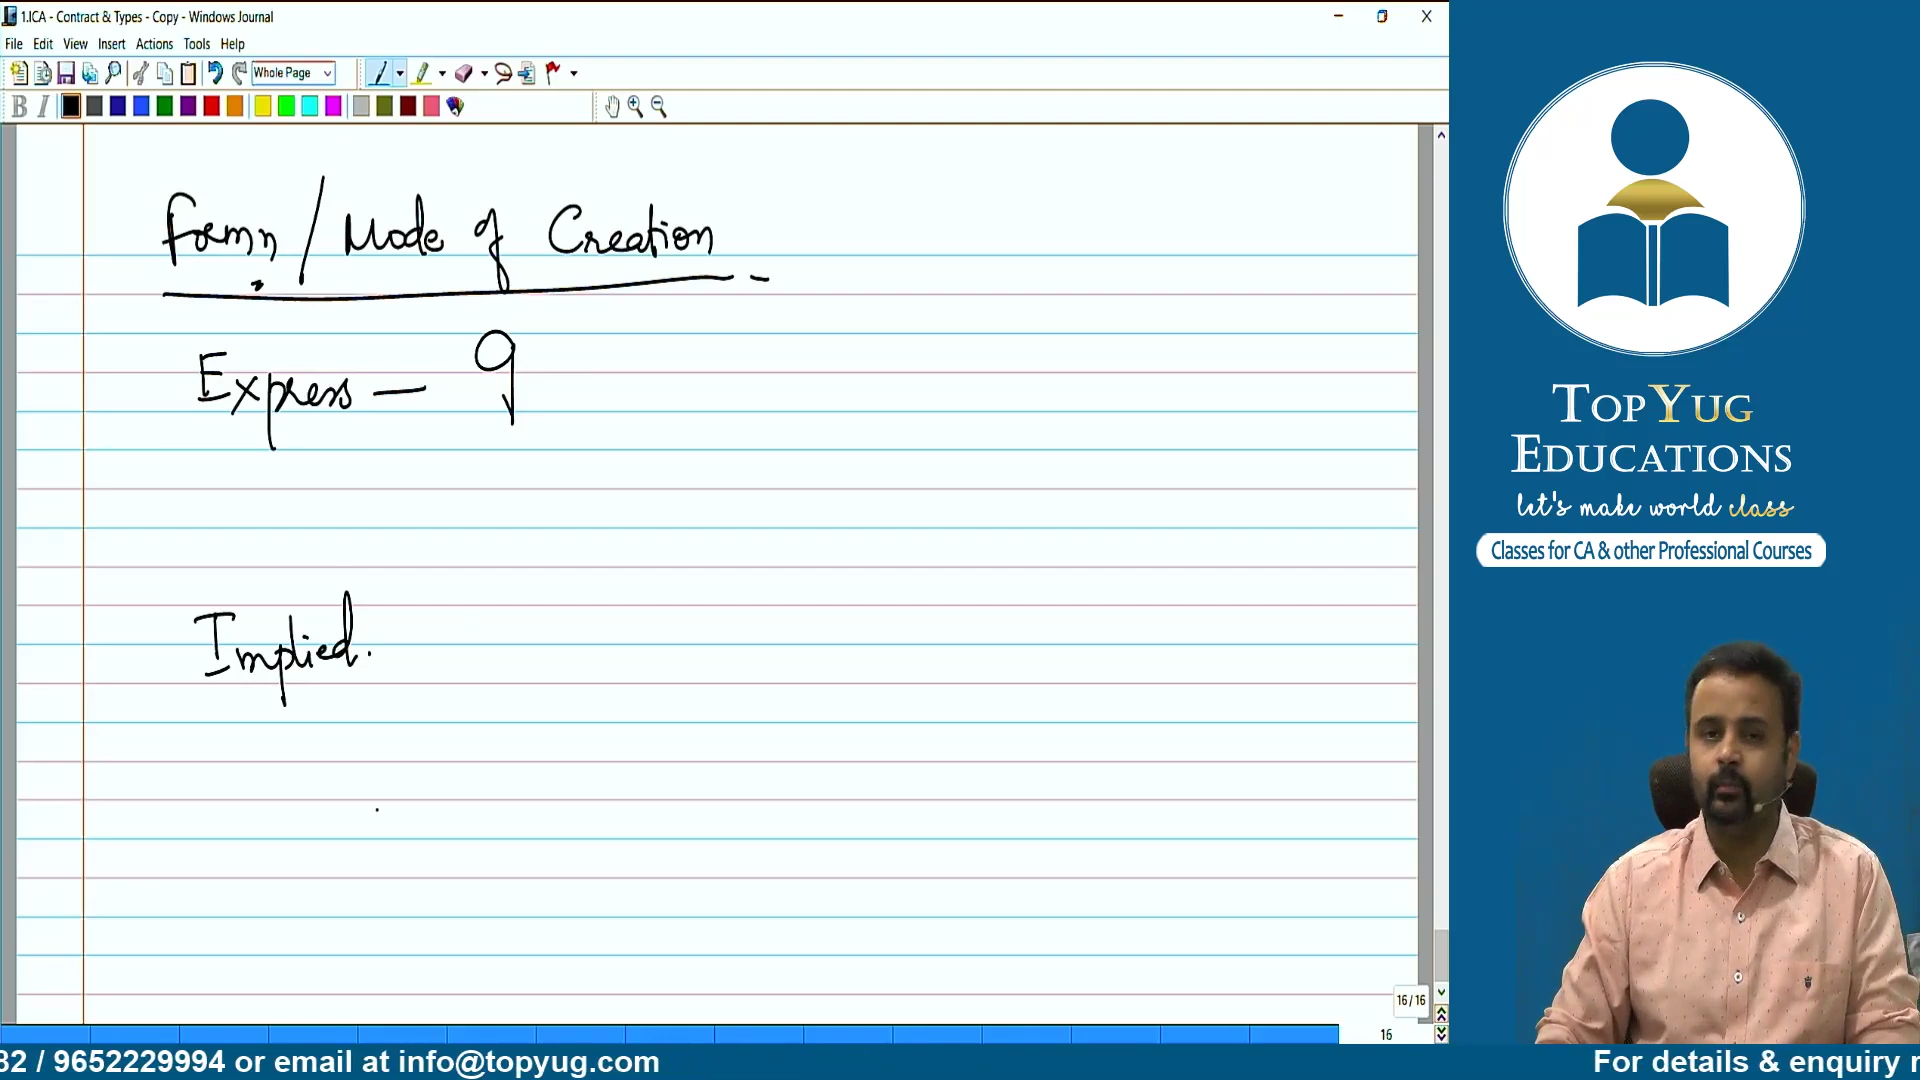 1.ICA - Contract & Types - Copy - Windows Journal
File Edit View Insert Actions Tools Help
Whole Page
B I
Formn / Mode of Creation
Express — 9
Implied.
16 / 16
16
TOPYUG
EDUCATIONS
let's make world class
Classes for CA & other Professional Courses
32 / 9652229994 or email at info@topyug.com
For details & enquiry